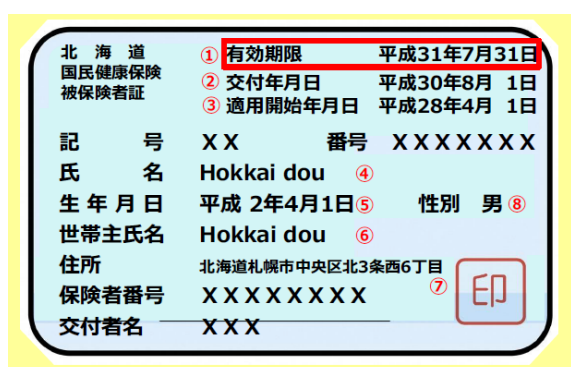 北 海 道 ① 有効期限 平成31年7月31日
国民健康保険
被保険者証 ② 交付年月日 平成30年8月 1日
③ 適用開始年月日 平成28年4月 1日
記 号 X X 番号 X X X X X X X
氏 名 Hokkai dou ④
生 年 月 日 平成 2年4月1日⑤ 性別 男 ⑧
世帯主氏名 Hokkai dou ⑥
住所 北海道札幌市中央区北3条西6丁目
保険者番号 X X X X X X X X ⑦ 印
交付者名 X X X